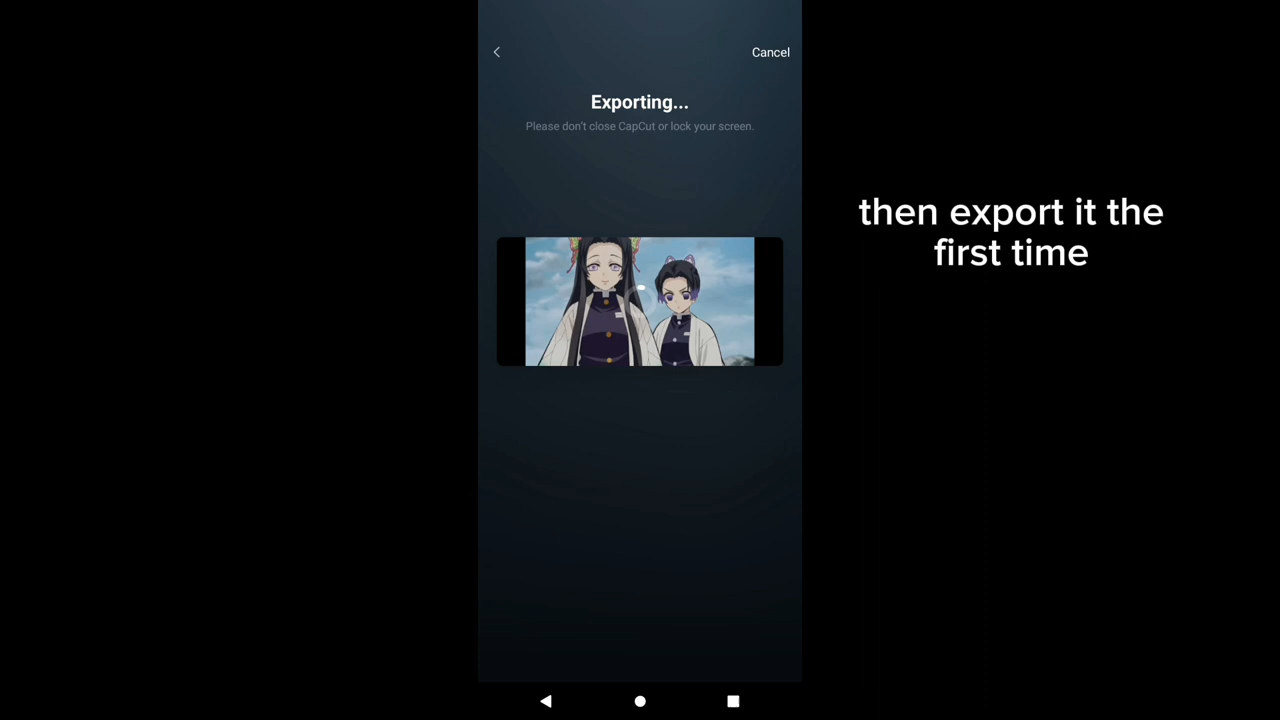 Cancel
Exporting...
Please don't close CapCut or lock your screen.
then export it the
first time